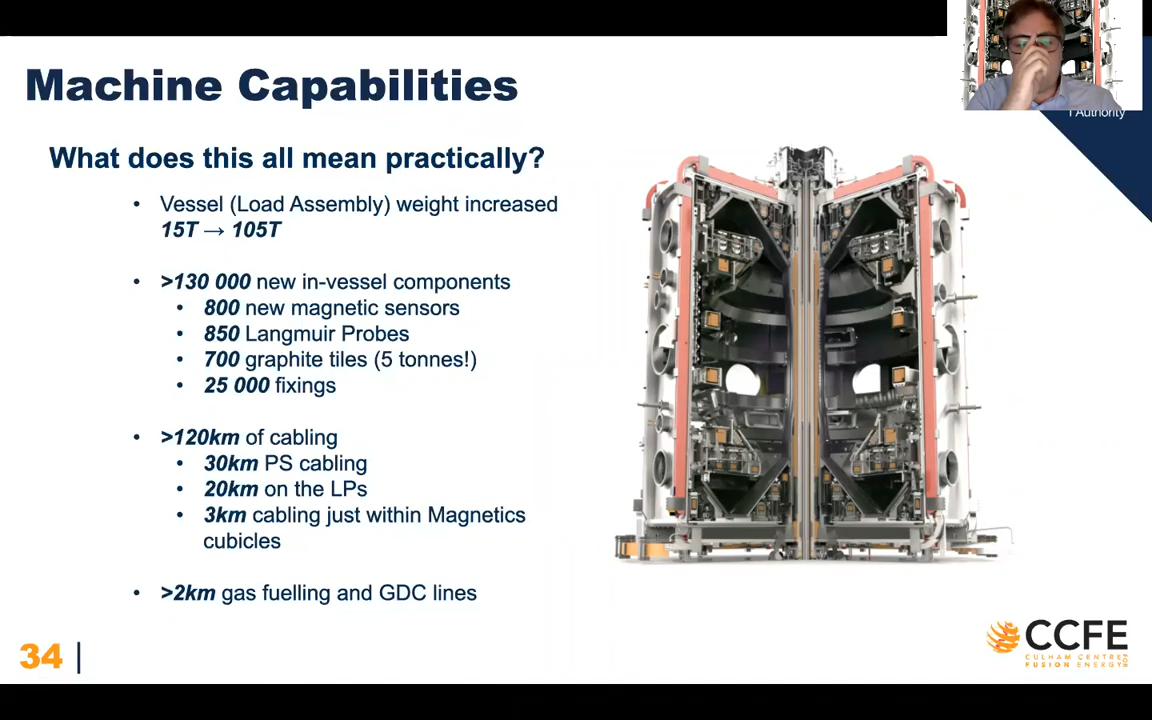 Machine Capabilities
Authority
What does this all mean practically?
• Vessel (Load Assembly) weight increased
15T → 105T
• >130 000 new in-vessel components
• 800 new magnetic sensors
• 850 Langmuir Probes
• 700 graphite tiles (5 tonnes!)
• 25 000 fixings
• >120km of cabling
• 30km PS cabling
• 20km on the LPs
• 3km cabling just within Magnetics
cubicles
• >2km gas fuelling and GDC lines
34 |
CCFE
CULHAM CENTRE
FUSION ENERGY
FOR